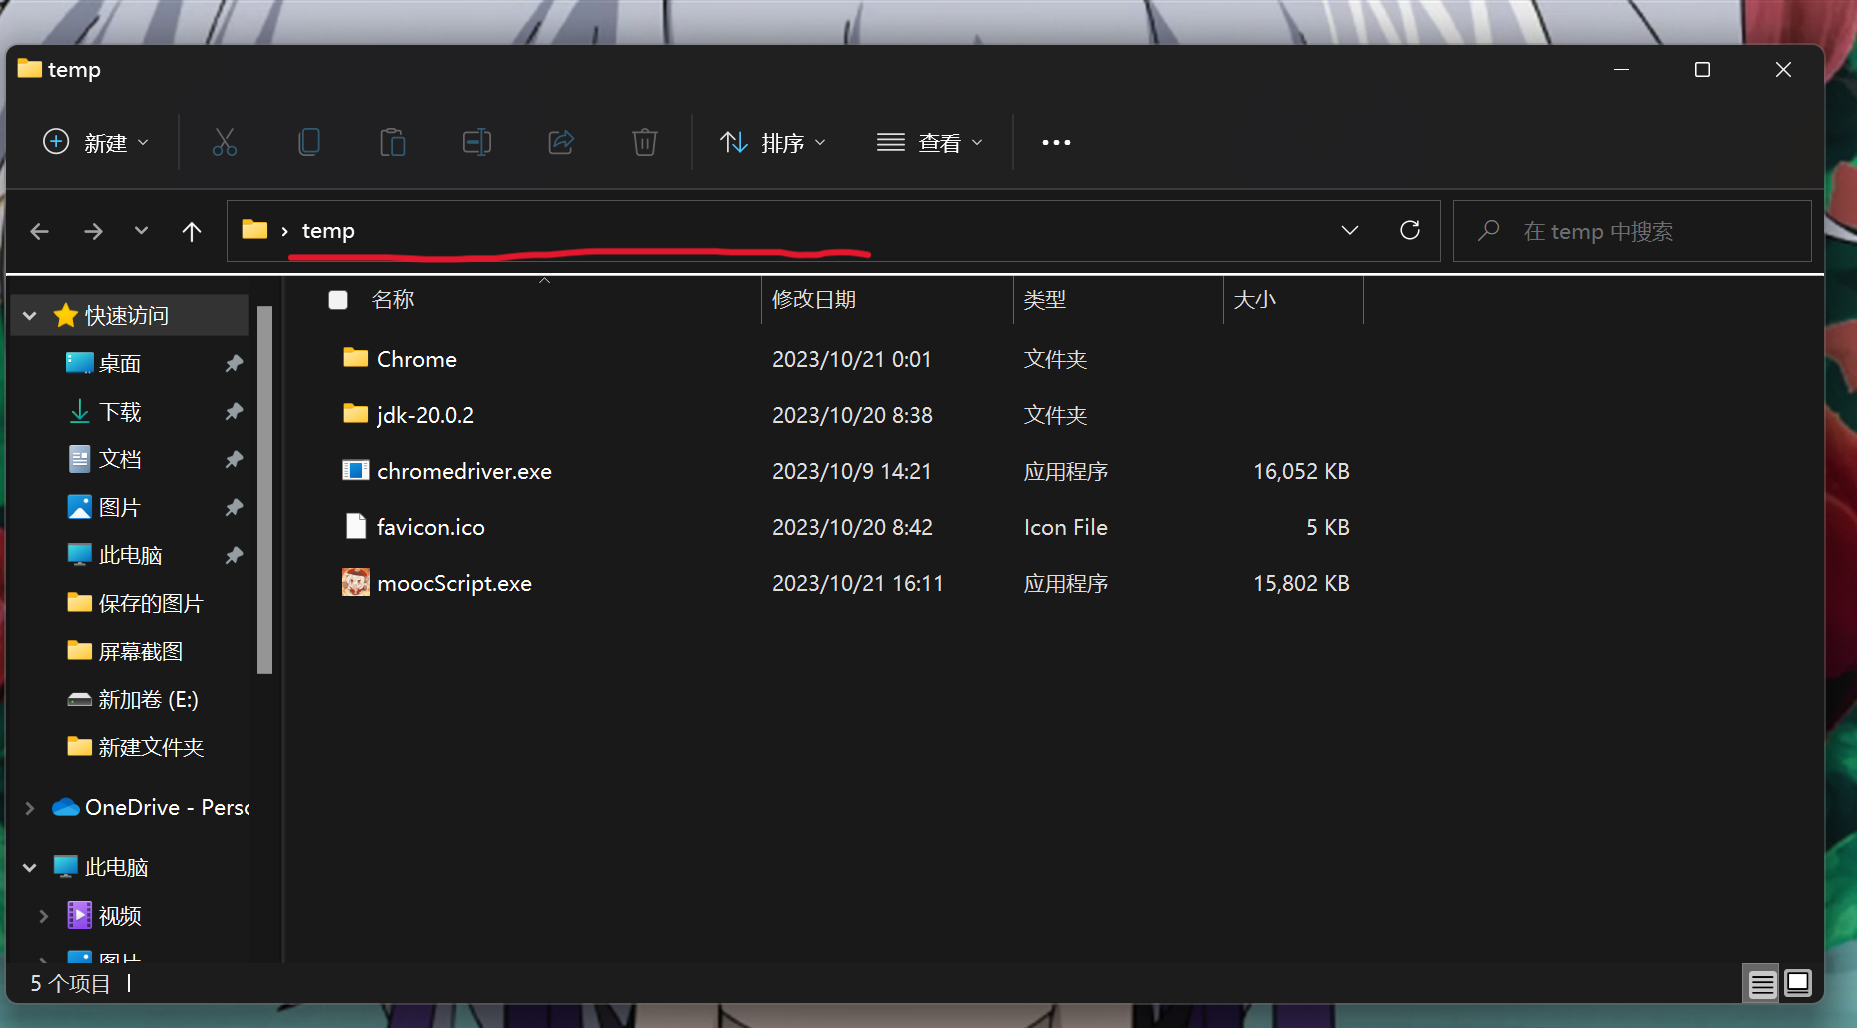 temp
新建 排序 查看
temp 在 temp 中搜索
名称 修改日期 类型 大小
快速访问
桌面
下载
文档
图片
此电脑
保存的图片
屏幕截图
新加卷 (E:)
新建文件夹
OneDrive - Perso
此电脑
视频
图片
Chrome 2023/10/21 0:01 文件夹
jdk-20.0.2 2023/10/20 8:38 文件夹
chromedriver.exe 2023/10/9 14:21 应用程序 16,052 KB
favicon.ico 2023/10/20 8:42 Icon File 5 KB
moocScript.exe 2023/10/21 16:11 应用程序 15,802 KB
5 个项目